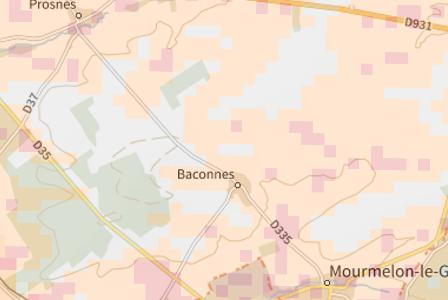 Prosnes
D931
D37
D35
Baconnes
D335
Mourmelon-le-G